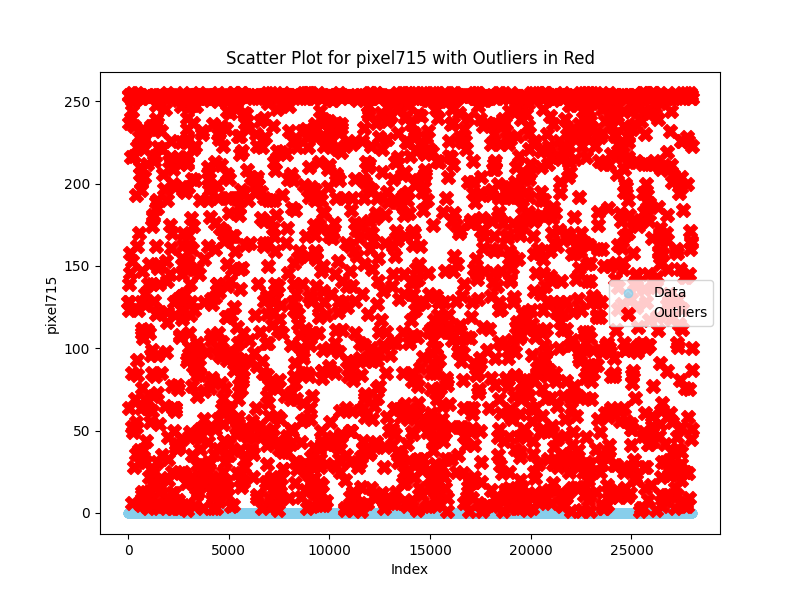 Scatter Plot for pixel715 with Outliers in Red
250
200
150
100
50
0
pixel715
Data
Outliers
0 5000 10000 15000 20000 25000
Index